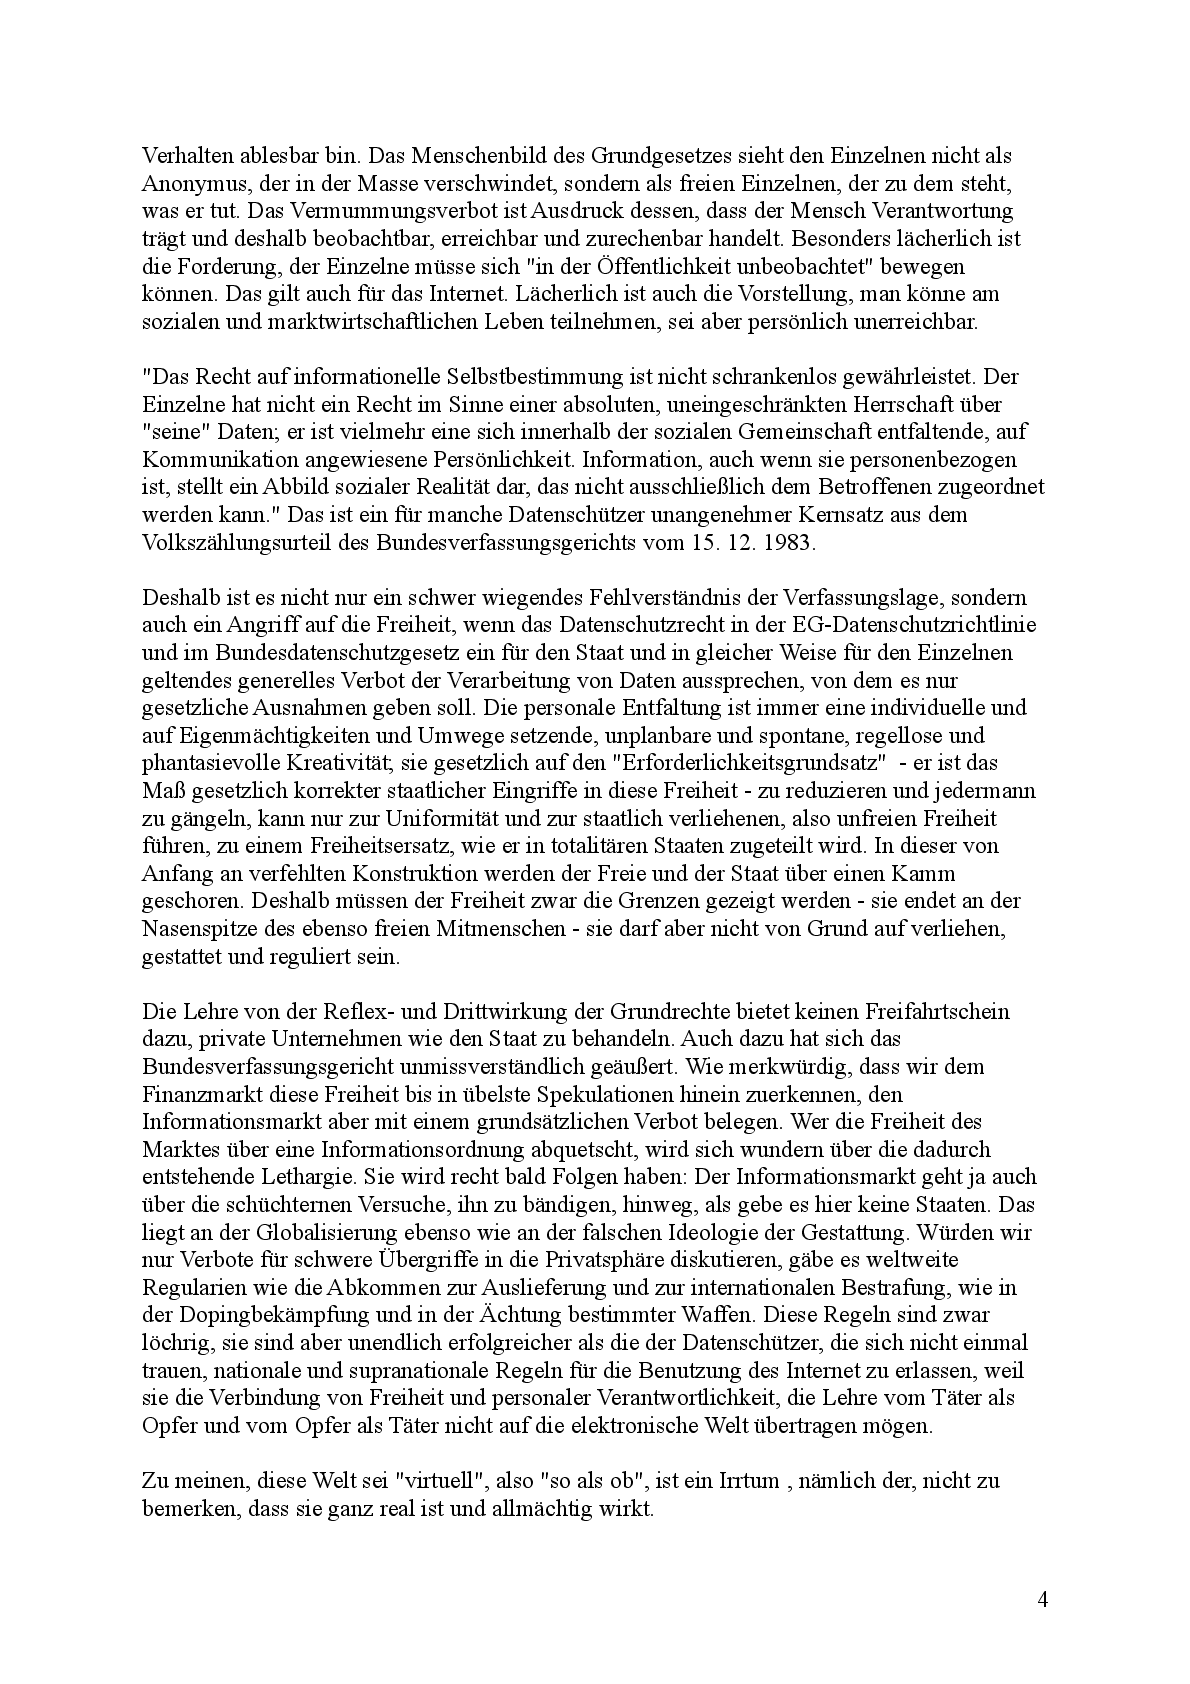 Verhalten ablesbar bin. Das Menschenbild des Grundgesetzes sieht den Einzelnen nicht als
Anonymus, der in der Masse verschwindet, sondern als freien Einzelnen, der zu dem steht,
was er tut. Das Vermummungsverbot ist Ausdruck dessen, dass der Mensch Verantwortung
trägt und deshalb beobachtbar, erreichbar und zurechenbar handelt. Besonders lächerlich ist
die Forderung, der Einzelne müsse sich "in der Öffentlichkeit unbeobachtet" bewegen
können. Das gilt auch für das Internet. Lächerlich ist auch die Vorstellung, man könne am
sozialen und marktwirtschaftlichen Leben teilnehmen, sei aber persönlich unerreichbar.

"Das Recht auf informationelle Selbstbestimmung ist nicht schrankenlos gewährleistet. Der
Einzelne hat nicht ein Recht im Sinne einer absoluten, uneingeschränkten Herrschaft über
"seine" Daten; er ist vielmehr eine sich innerhalb der sozialen Gemeinschaft entfaltende, auf
Kommunikation angewiesene Persönlichkeit. Information, auch wenn sie personenbezogen
ist, stellt ein Abbild sozialer Realität dar, das nicht ausschließlich dem Betroffenen zugeordnet
werden kann." Das ist ein für manche Datenschützer unangenehmer Kernsatz aus dem
Volkszählungsurteil des Bundesverfassungsgerichts vom 15. 12. 1983.

Deshalb ist es nicht nur ein schwer wiegendes Fehlverständnis der Verfassungslage, sondern
auch ein Angriff auf die Freiheit, wenn das Datenschutzrecht in der EG-Datenschutzrichtlinie
und im Bundesdatenschutzgesetz ein für den Staat und in gleicher Weise für den Einzelnen
geltendes generelles Verbot der Verarbeitung von Daten aussprechen, von dem es nur
gesetzliche Ausnahmen geben soll. Die personale Entfaltung ist immer eine individuelle und
auf Eigenmächtigkeiten und Umwege setzende, unplanbare und spontane, regellose und
phantasievolle Kreativität; sie gesetzlich auf den "Erforderlichkeitsgrundsatz"  - er ist das
Maß gesetzlich korrekter staatlicher Eingriffe in diese Freiheit - zu reduzieren und jedermann
zu gängeln, kann nur zur Uniformität und zur staatlich verliehenen, also unfreien Freiheit
führen, zu einem Freiheitsersatz, wie er in totalitären Staaten zugeteilt wird. In dieser von
Anfang an verfehlten Konstruktion werden der Freie und der Staat über einen Kamm
geschoren. Deshalb müssen der Freiheit zwar die Grenzen gezeigt werden - sie endet an der
Nasenspitze des ebenso freien Mitmenschen - sie darf aber nicht von Grund auf verliehen,
gestattet und reguliert sein.

Die Lehre von der Reflex- und Drittwirkung der Grundrechte bietet keinen Freifahrtschein
dazu, private Unternehmen wie den Staat zu behandeln. Auch dazu hat sich das
Bundesverfassungsgericht unmissverständlich geäußert. Wie merkwürdig, dass wir dem
Finanzmarkt diese Freiheit bis in übelste Spekulationen hinein zuerkennen, den
Informationsmarkt aber mit einem grundsätzlichen Verbot belegen. Wer die Freiheit des
Marktes über eine Informationsordnung abquetscht, wird sich wundern über die dadurch
entstehende Lethargie. Sie wird recht bald Folgen haben: Der Informationsmarkt geht ja auch
über die schüchternen Versuche, ihn zu bändigen, hinweg, als gebe es hier keine Staaten. Das
liegt an der Globalisierung ebenso wie an der falschen Ideologie der Gestattung. Würden wir
nur Verbote für schwere Übergriffe in die Privatsphäre diskutieren, gäbe es weltweite
Regularien wie die Abkommen zur Auslieferung und zur internationalen Bestrafung, wie in
der Dopingbekämpfung und in der Ächtung bestimmter Waffen. Diese Regeln sind zwar
löchrig, sie sind aber unendlich erfolgreicher als die der Datenschützer, die sich nicht einmal
trauen, nationale und supranationale Regeln für die Benutzung des Internet zu erlassen, weil
sie die Verbindung von Freiheit und personaler Verantwortlichkeit, die Lehre vom Täter als
Opfer und vom Opfer als Täter nicht auf die elektronische Welt übertragen mögen.

Zu meinen, diese Welt sei "virtuell", also "so als ob", ist ein Irrtum , nämlich der, nicht zu
bemerken, dass sie ganz real ist und allmächtig wirkt.

4